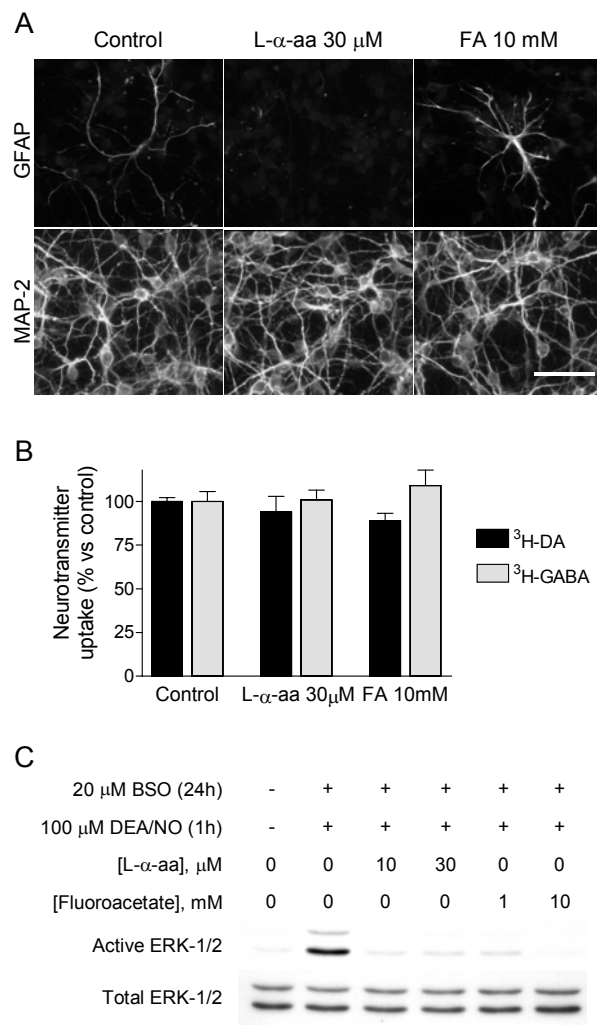 A
Control L-α-aa 30 μM FA 10 mM
GFAP
MAP-2
B
Neurotransmitter
uptake (% vs control)
100
75
50
25
0
Control L-α-aa 30μM FA 10mM
³H-DA
³H-GABA
C
20 μM BSO (24h) - + + + + +
100 μM DEA/NO (1h) - + + + + +
[L-α-aa], μM 0 0 10 30 0 0
[Fluoroacetate], mM 0 0 0 0 1 10
Active ERK-1/2
Total ERK-1/2